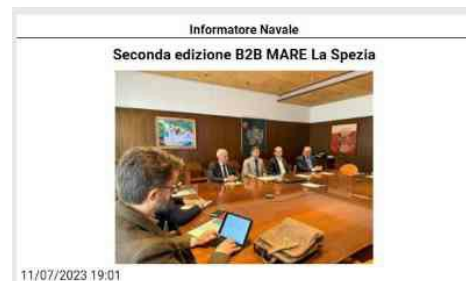 Informatore Navale
Seconda edizione B2B MARE La Spezia
11/07/2023 19:01